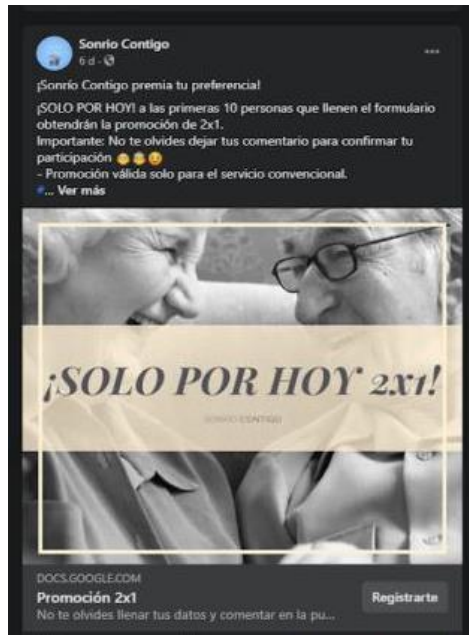 Sonrío Contigo
6 d ·
¡Sonrío Contigo premia tu preferencia!
¡SOLO POR HOY! a las primeras 10 personas que llenen el formulario
obtendrán la promoción de 2x1.
Importante: No te olvides dejar tus comentario para confirmar tu
participación
- Promoción válida solo para el servicio convencional.
... Ver más
¡SOLO POR HOY 2x1!
SONRÍO CONTIGO
DOCS.GOOGLE.COM
Promoción 2x1
Registrarte
No te olvides llenar tus datos y comentar en la pu...